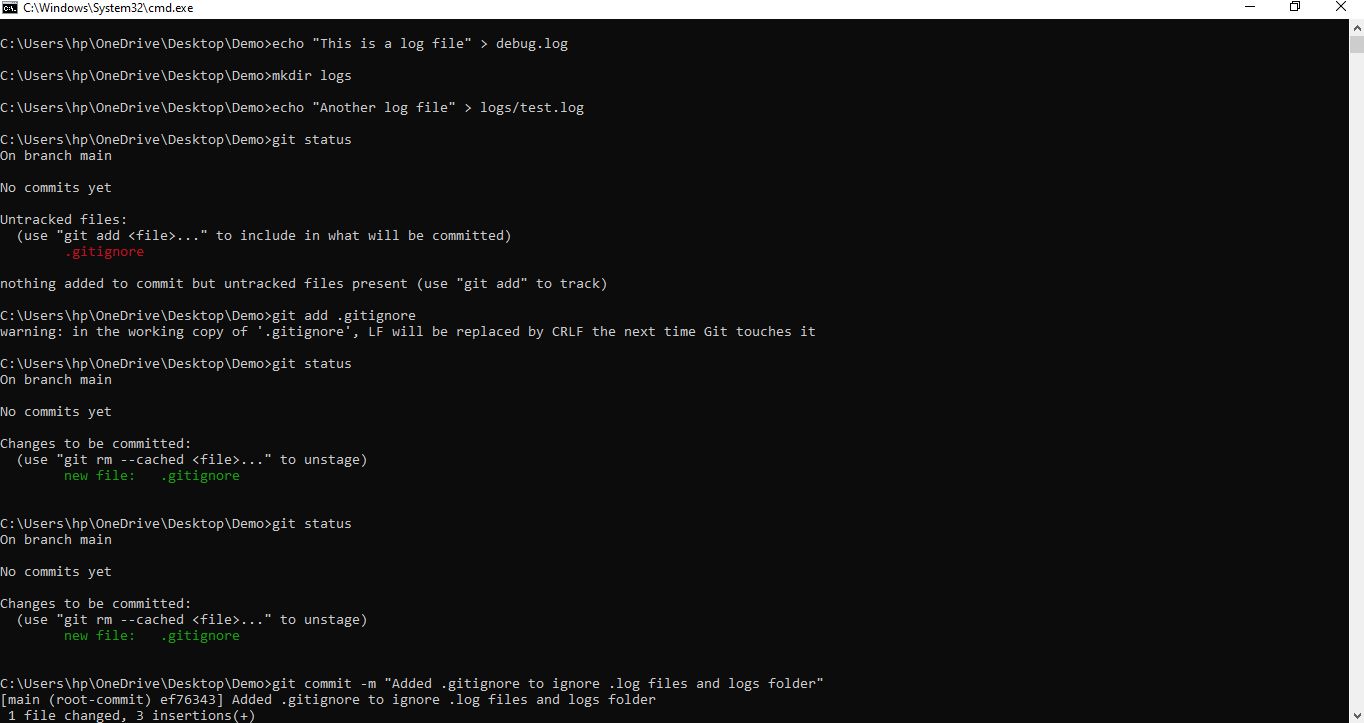 C:\Windows\System32\cmd.exe
C:\Users\hp\OneDrive\Desktop\Demo>echo "This is a log file" > debug.log
C:\Users\hp\OneDrive\Desktop\Demo>mkdir logs
C:\Users\hp\OneDrive\Desktop\Demo>echo "Another log file" > logs/test.log
C:\Users\hp\OneDrive\Desktop\Demo>git status
On branch main
No commits yet
Untracked files:
  (use "git add <file>..." to include in what will be committed)
        .gitignore
nothing added to commit but untracked files present (use "git add" to track)
C:\Users\hp\OneDrive\Desktop\Demo>git add .gitignore
warning: in the working copy of '.gitignore', LF will be replaced by CRLF the next time Git touches it
C:\Users\hp\OneDrive\Desktop\Demo>git status
On branch main
No commits yet
Changes to be committed:
  (use "git rm --cached <file>..." to unstage)
        new file:   .gitignore
C:\Users\hp\OneDrive\Desktop\Demo>git status
On branch main
No commits yet
Changes to be committed:
  (use "git rm --cached <file>..." to unstage)
        new file:   .gitignore
C:\Users\hp\OneDrive\Desktop\Demo>git commit -m "Added .gitignore to ignore .log files and logs folder"
[main (root-commit) ef76343] Added .gitignore to ignore .log files and logs folder
 1 file changed, 3 insertions(+)